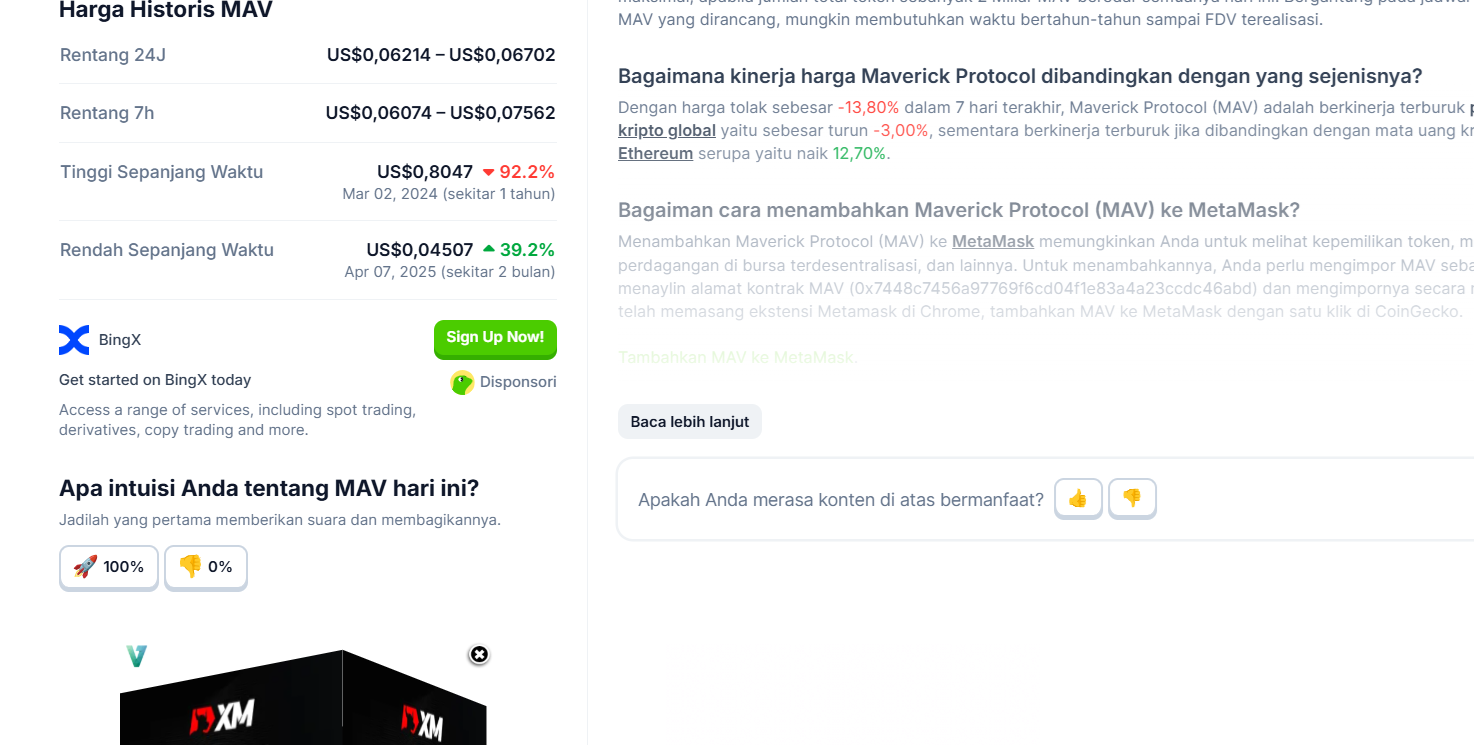 Harga Historis MAV
Rentang 24J US$0,06214 – US$0,06702
Rentang 7h US$0,06074 – US$0,07562
Tinggi Sepanjang Waktu US$0,8047 92.2%
Mar 02, 2024 (sekitar 1 tahun)
Rendah Sepanjang Waktu US$0,04507 39.2%
Apr 07, 2025 (sekitar 2 bulan)
BingX Sign Up Now!
Get started on BingX today Disponsori
Access a range of services, including spot trading,
derivatives, copy trading and more.
Apa intuisi Anda tentang MAV hari ini?
Jadilah yang pertama memberikan suara dan membagikannya.
100% 0%
XM XM
MAV yang dirancang, mungkin membutuhkan waktu bertahun-tahun sampai FDV terealisasi.
Bagaimana kinerja harga Maverick Protocol dibandingkan dengan yang sejenisnya?
Dengan harga tolak sebesar -13,80% dalam 7 hari terakhir, Maverick Protocol (MAV) adalah berkinerja terburuk
kripto global yaitu sebesar turun -3,00%, sementara berkinerja terburuk jika dibandingkan dengan mata uang
Ethereum serupa yaitu naik 12,70%.
Bagaiman cara menambahkan Maverick Protocol (MAV) ke MetaMask?
Menambahkan Maverick Protocol (MAV) ke MetaMask memungkinkan Anda untuk melihat kepemilikan token,
perdagangan di bursa terdesentralisasi, dan lainnya. Untuk menambahkannya, Anda perlu mengimpor MAV
menaylin alamat kontrak MAV (0x7448c7456a97769f6cd04f1e83a4a23ccdc46abd) dan mengimpornya secara
telah memasang ekstensi Metamask di Chrome, tambahkan MAV ke MetaMask dengan satu klik di CoinGecko.
Tambahkan MAV ke MetaMask.
Baca lebih lanjut
Apakah Anda merasa konten di atas bermanfaat?